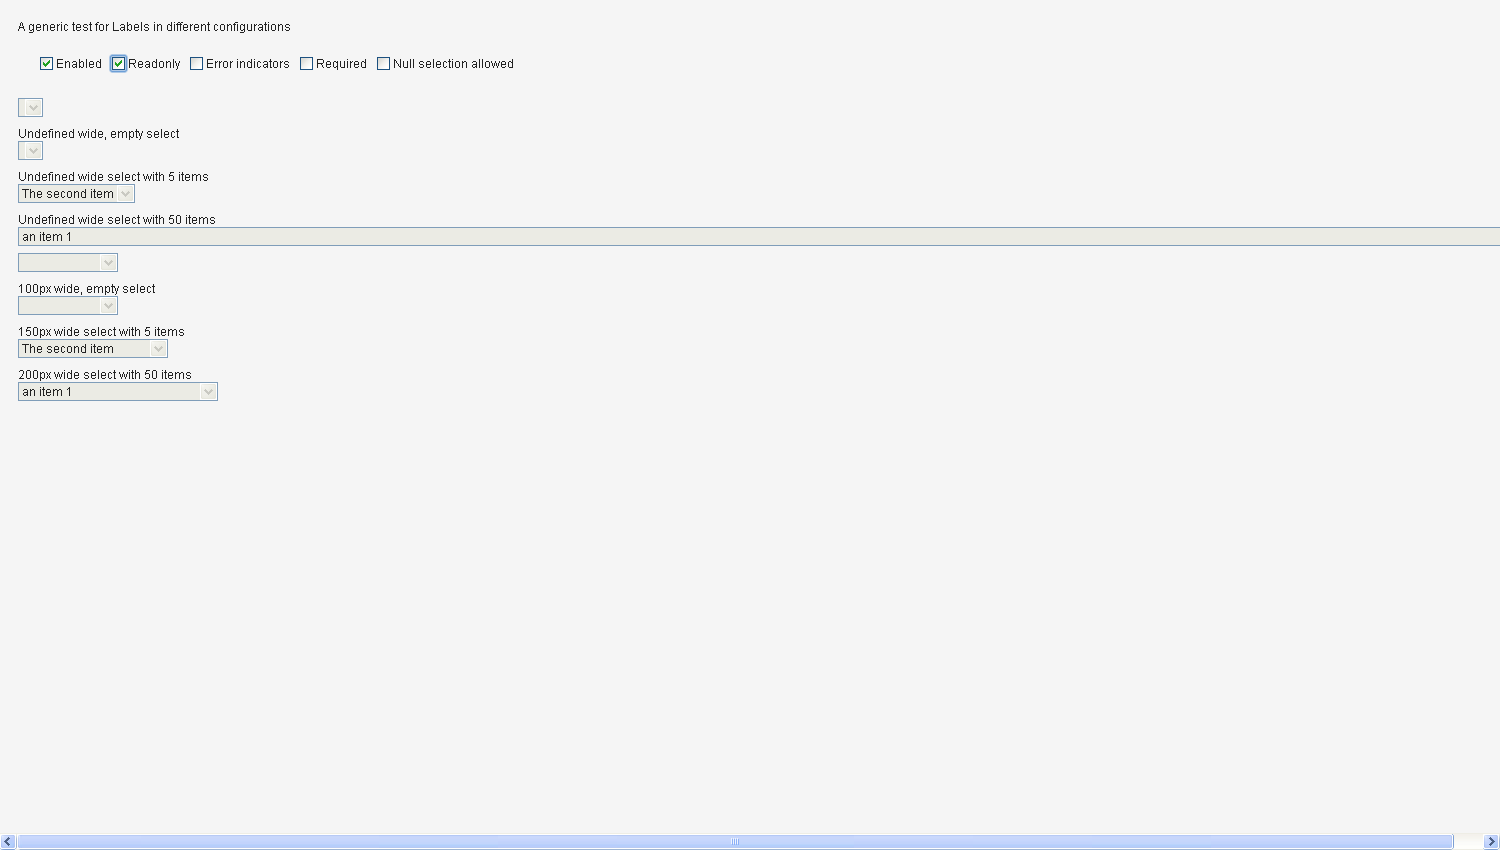 A generic test for Labels in different configurations
Enabled Readonly Error indicators Required Null selection allowed
Undefined wide, empty select
Undefined wide select with 5 items
The second item
Undefined wide select with 50 items
an item 1
100px wide, empty select
150px wide select with 5 items
The second item
200px wide select with 50 items
an item 1